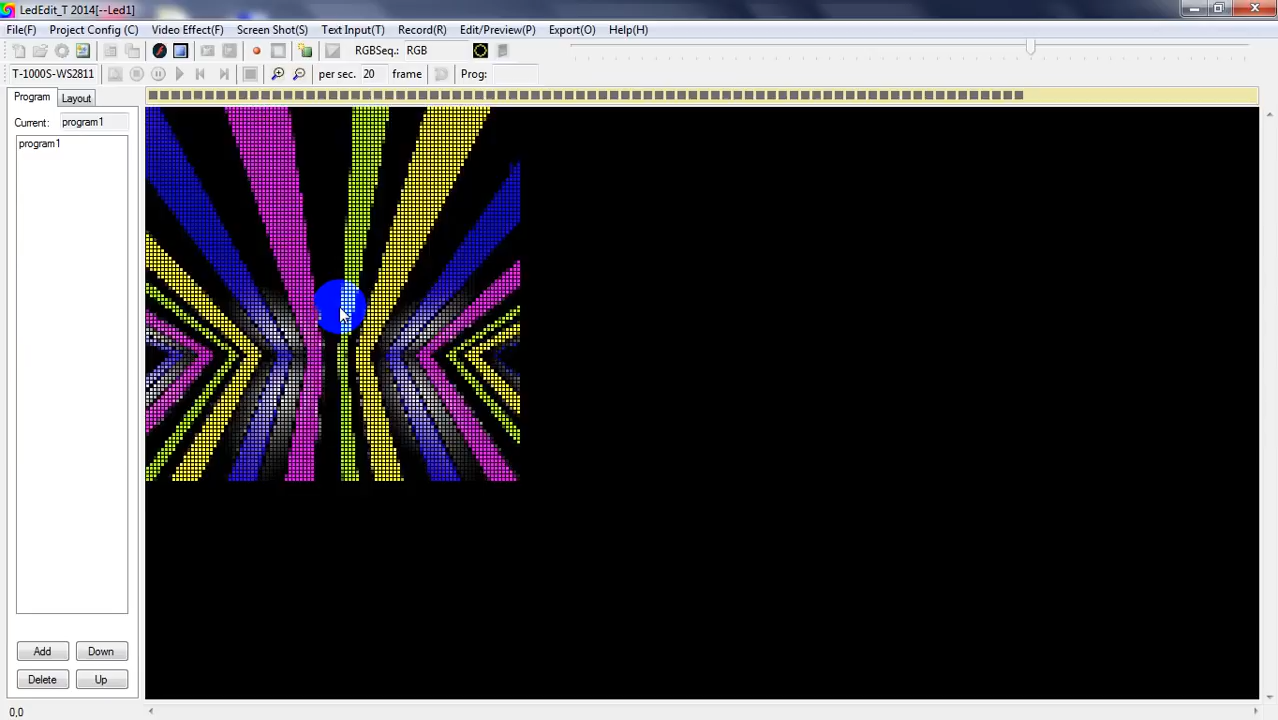 LedEdit_T 2014[--Led1]
File(F) Project Config (C) Video Effect(F) Screen Shot(S) Text Input(T) Record(R) Edit/Preview(P) Export(O) Help(H)
RGBSeq.: RGB
T-1000S-WS2811 per sec. 20 frame Prog:
Program Layout
Current: program1
program1
Add Down
Delete Up
0,0